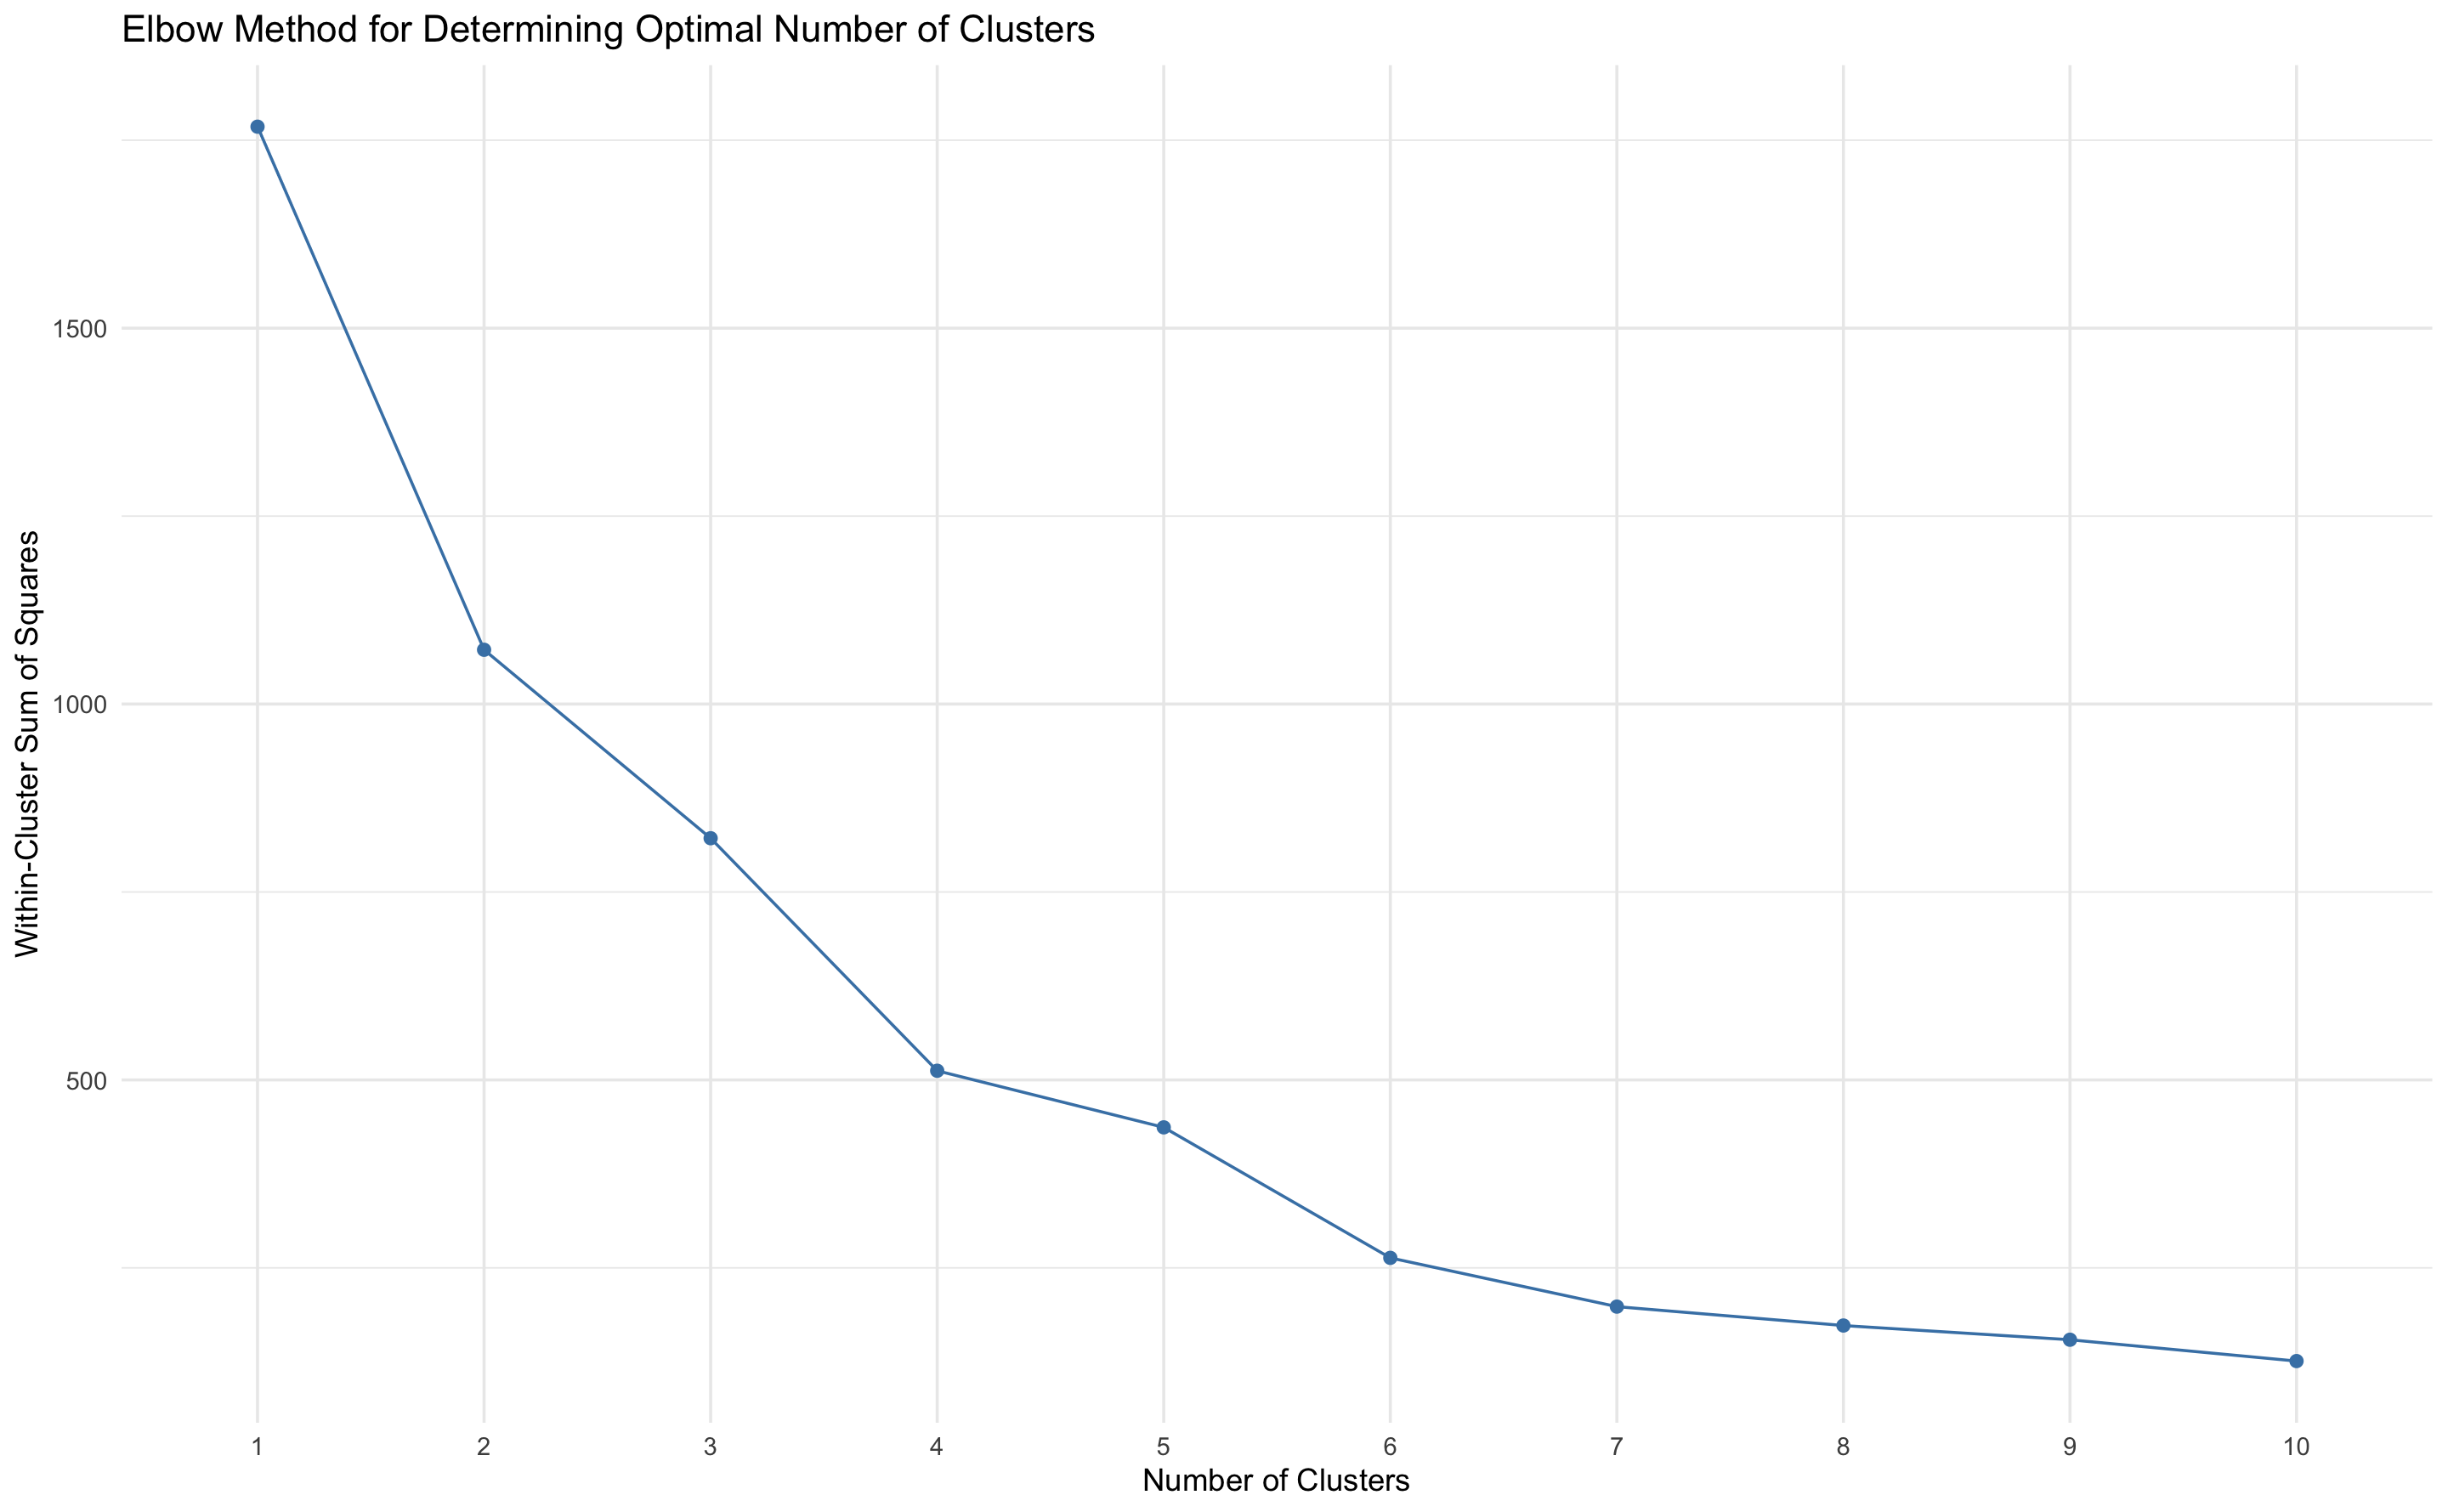 Elbow Method for Determining Optimal Number of Clusters
Within-Cluster Sum of Squares
1500
1000
500
1 2 3 4 5 6 7 8 9 10
Number of Clusters